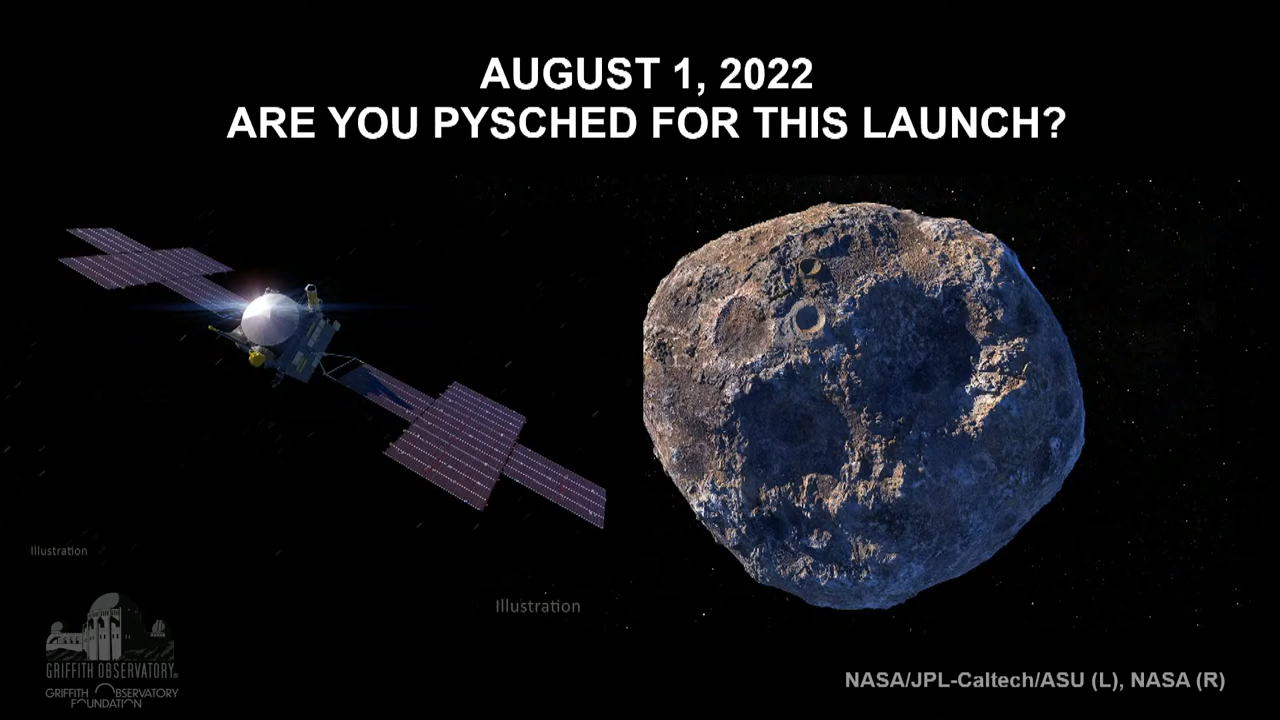 AUGUST 1, 2022
ARE YOU PYSCHED FOR THIS LAUNCH?
Illustration
Illustration
GRIFFITH OBSERVATORY®
GRIFFITH OBSERVATORY
FOUNDATION
NASA/JPL-Caltech/ASU (L), NASA (R)